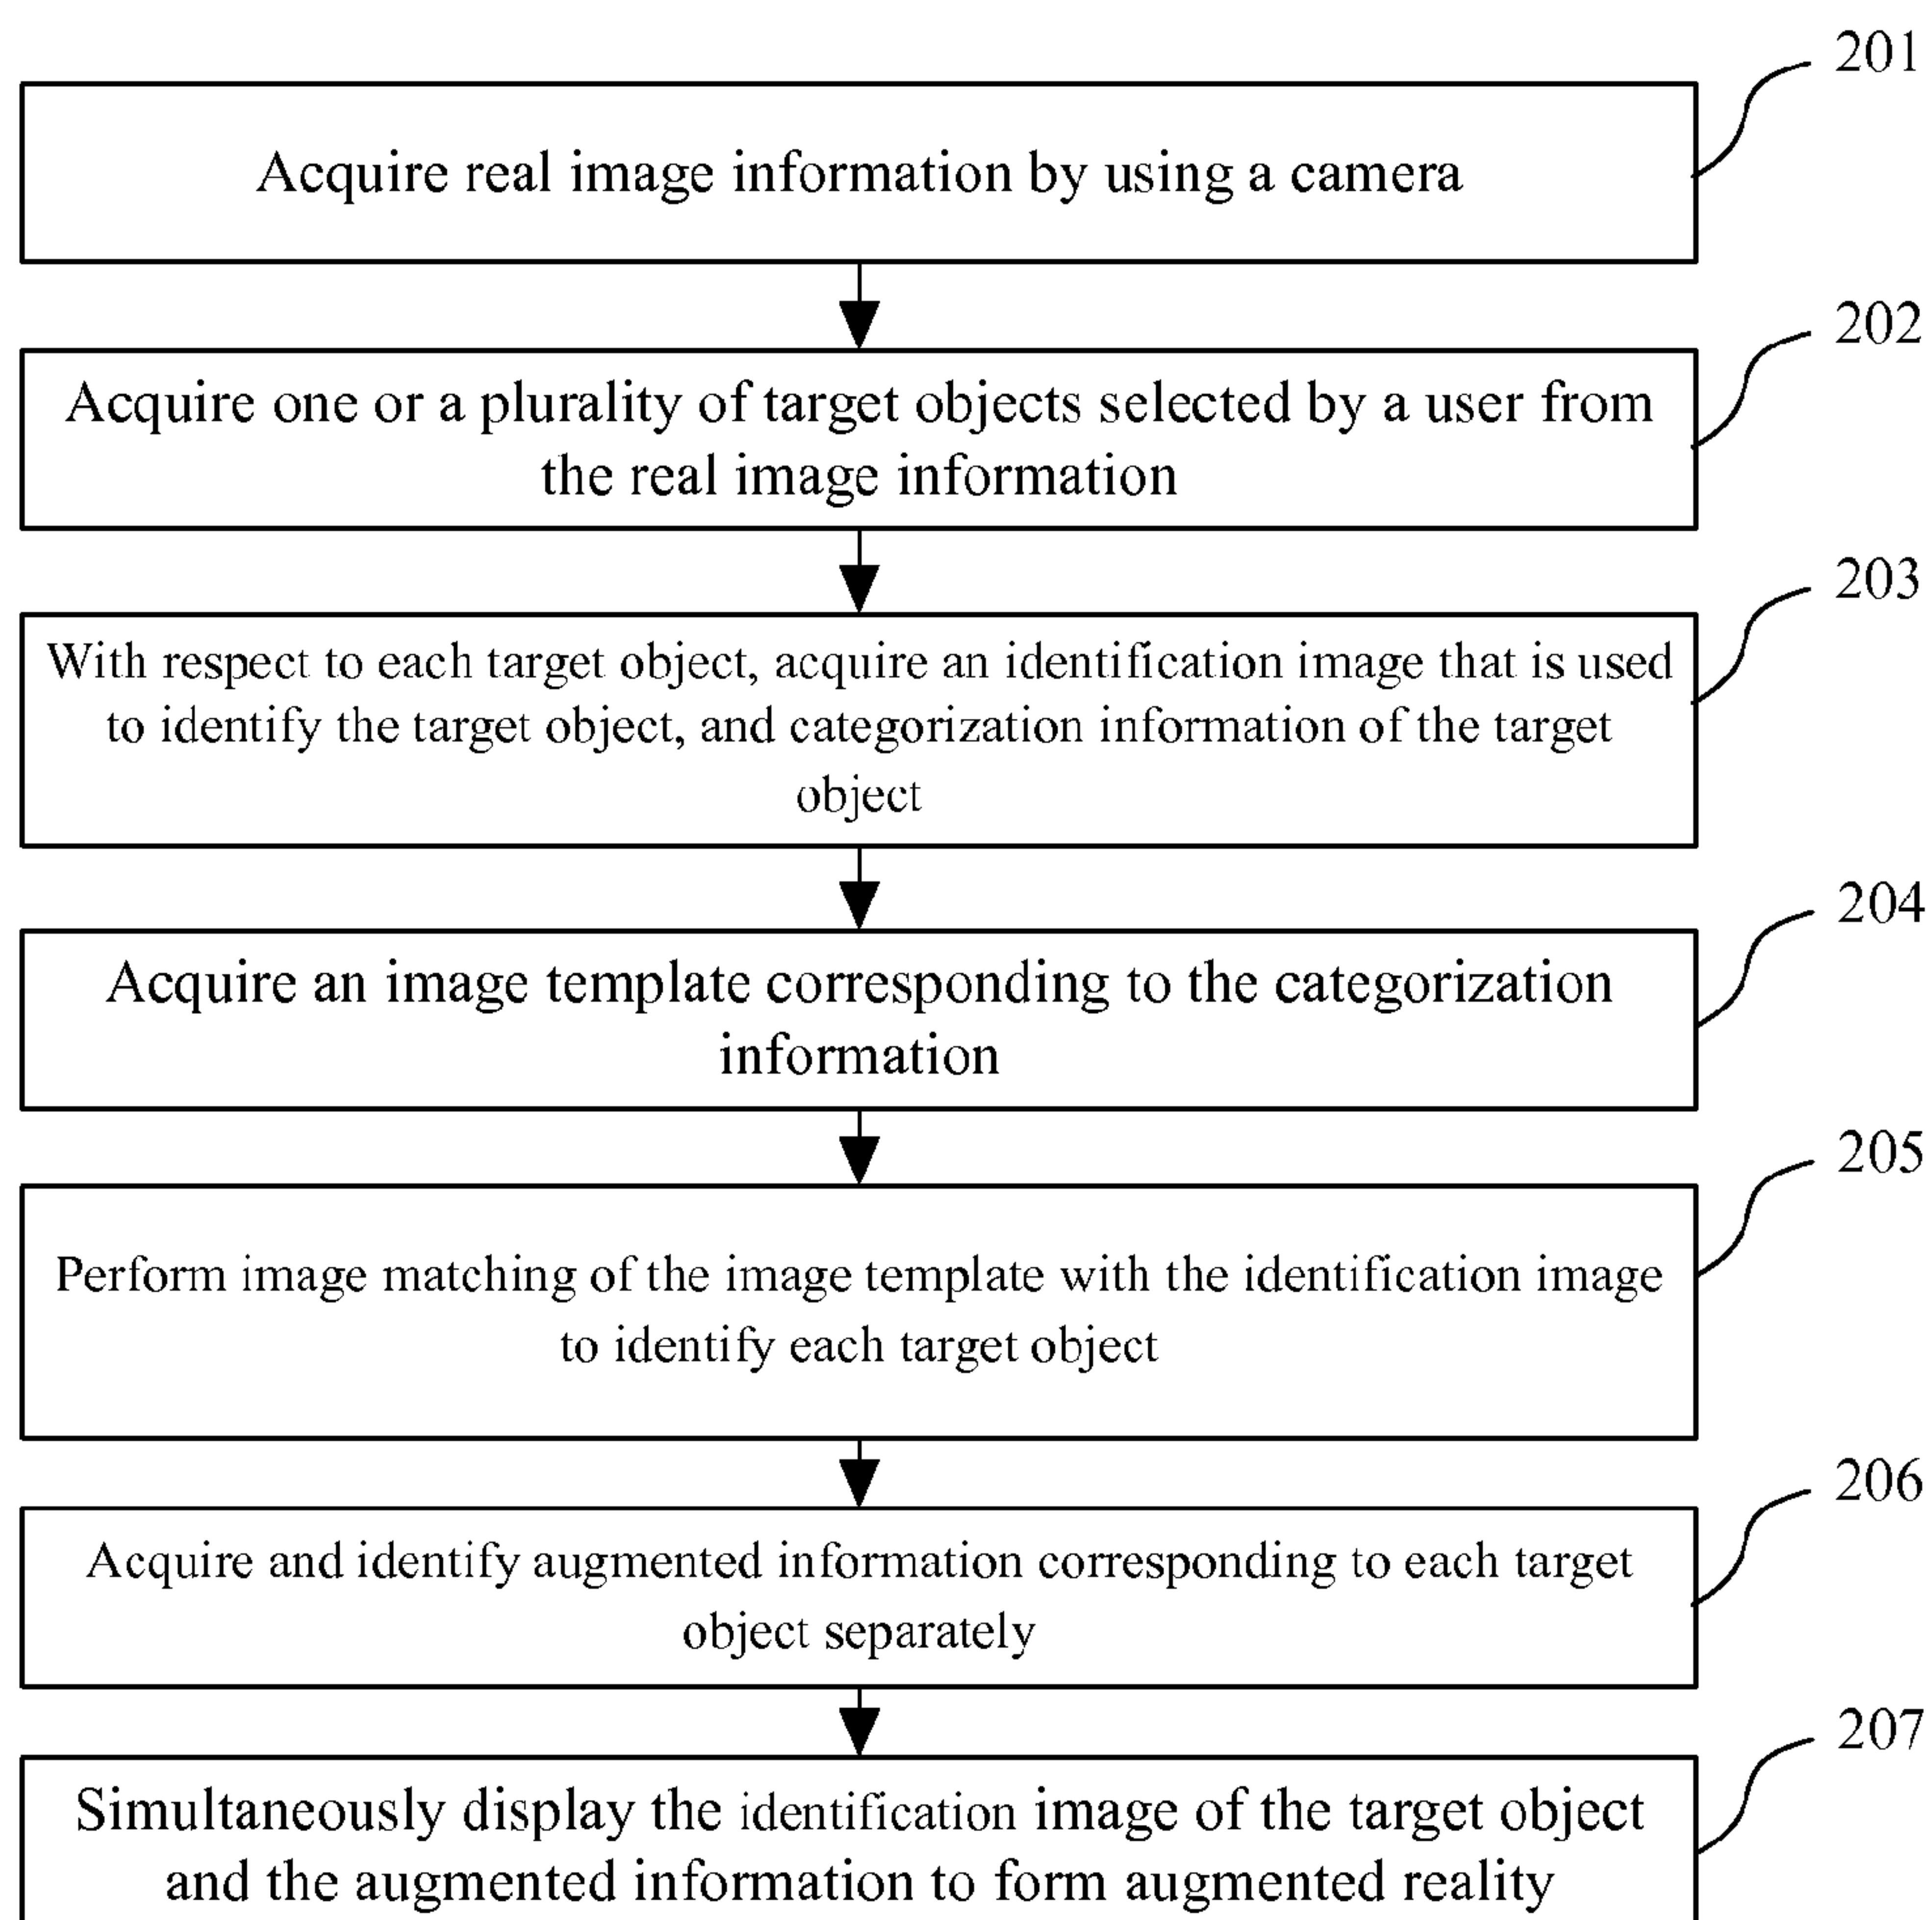 201
Acquire real image information by using a camera
202
Acquire one or a plurality of target objects selected by a user from
the real image information
203
With respect to each target object, acquire an identification image that is used
to identify the target object, and categorization information of the target
object
204
Acquire an image template corresponding to the categorization
information
205
Perform image matching of the image template with the identification image
to identify each target object
206
Acquire and identify augmented information corresponding to each target
object separately
207
Simultaneously display the identification image of the target object
and the augmented information to form augmented reality